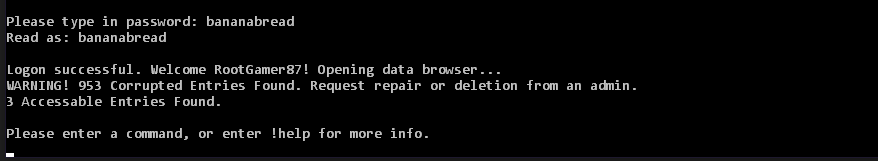 Please type in password: bananabread
Read as: bananabread
Logon successful. Welcome RootGamer87! Opening data browser...
WARNING! 953 Corrupted Entries Found. Request repair or deletion from an admin.
3 Accessable Entries Found.
Please enter a command, or enter !help for more info.